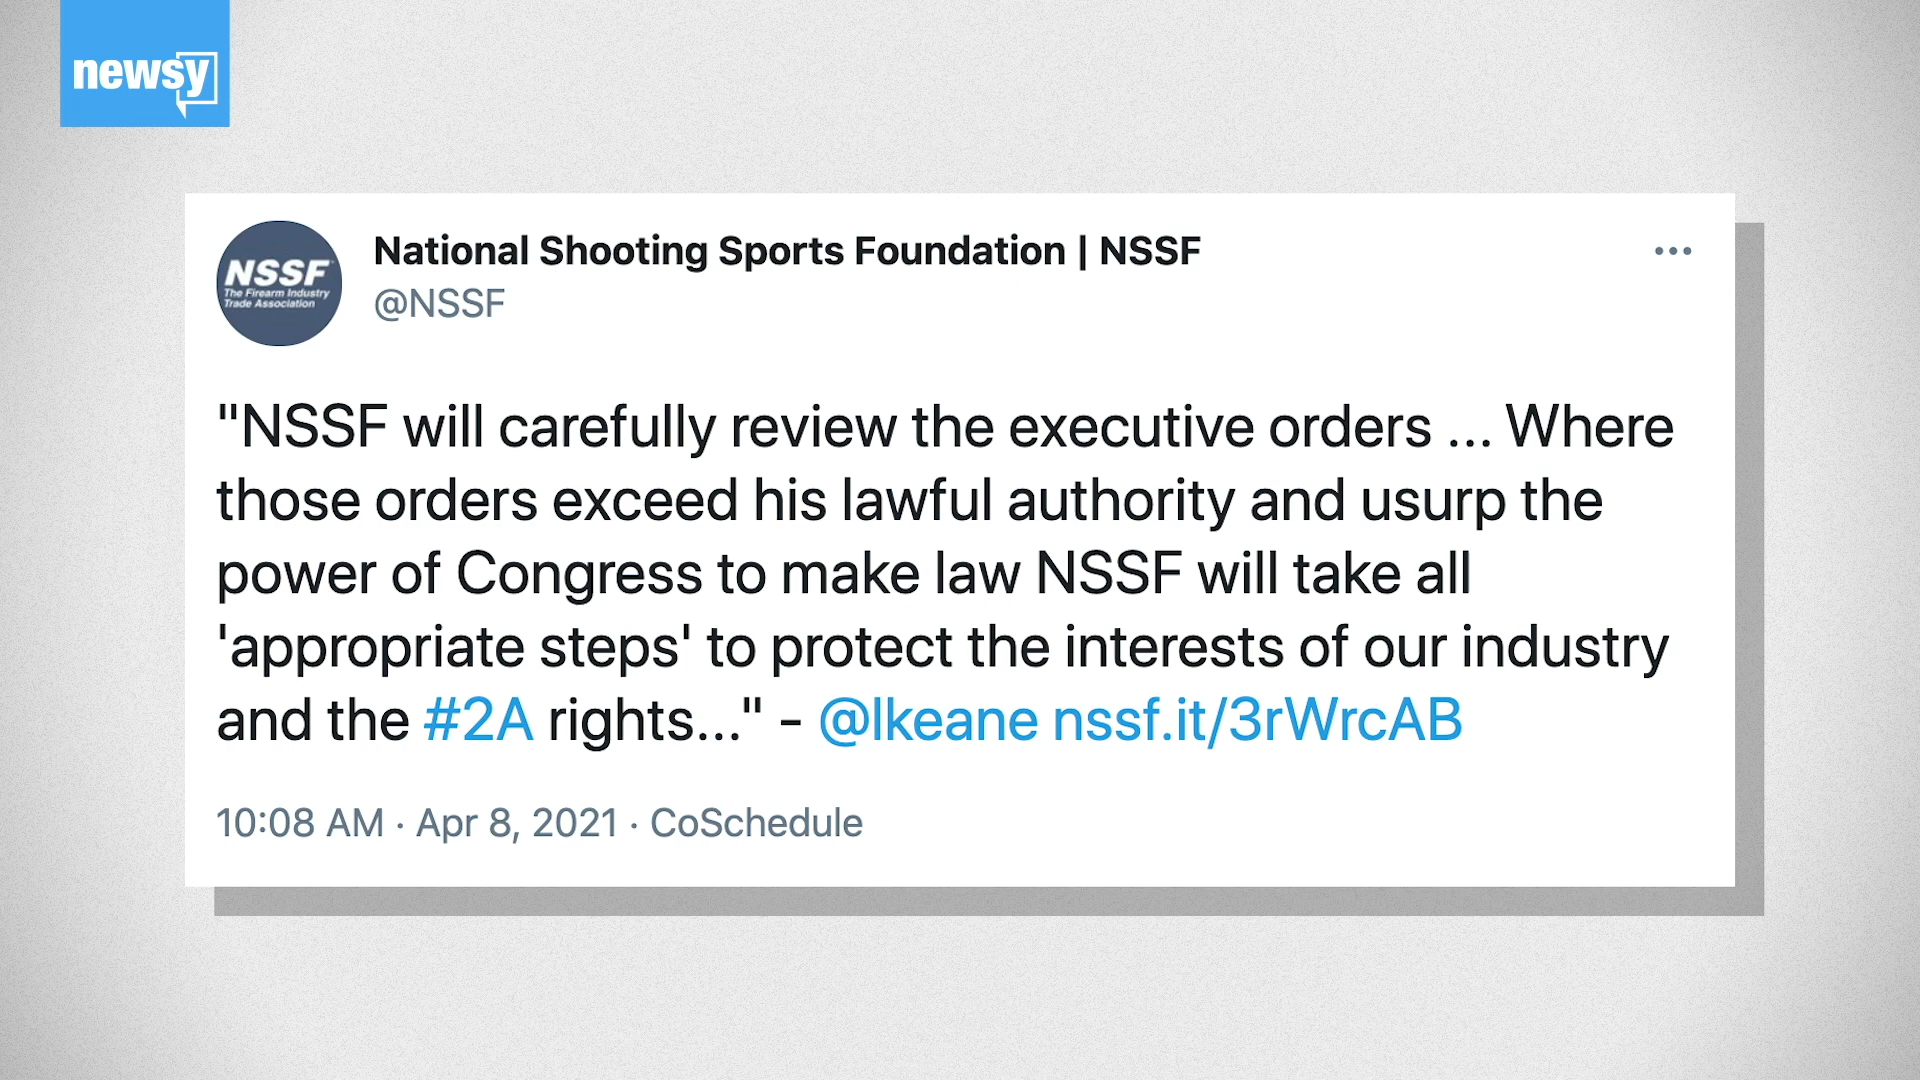 newsy
National Shooting Sports Foundation | NSSF
@NSSF
NSSF
The Firearm Industry
Trade Association
"NSSF will carefully review the executive orders ... Where
those orders exceed his lawful authority and usurp the
power of Congress to make law NSSF will take all
'appropriate steps' to protect the interests of our industry
and the #2A rights..." - @lkeane nssf.it/3rWrcAB
10:08 AM · Apr 8, 2021 · CoSchedule